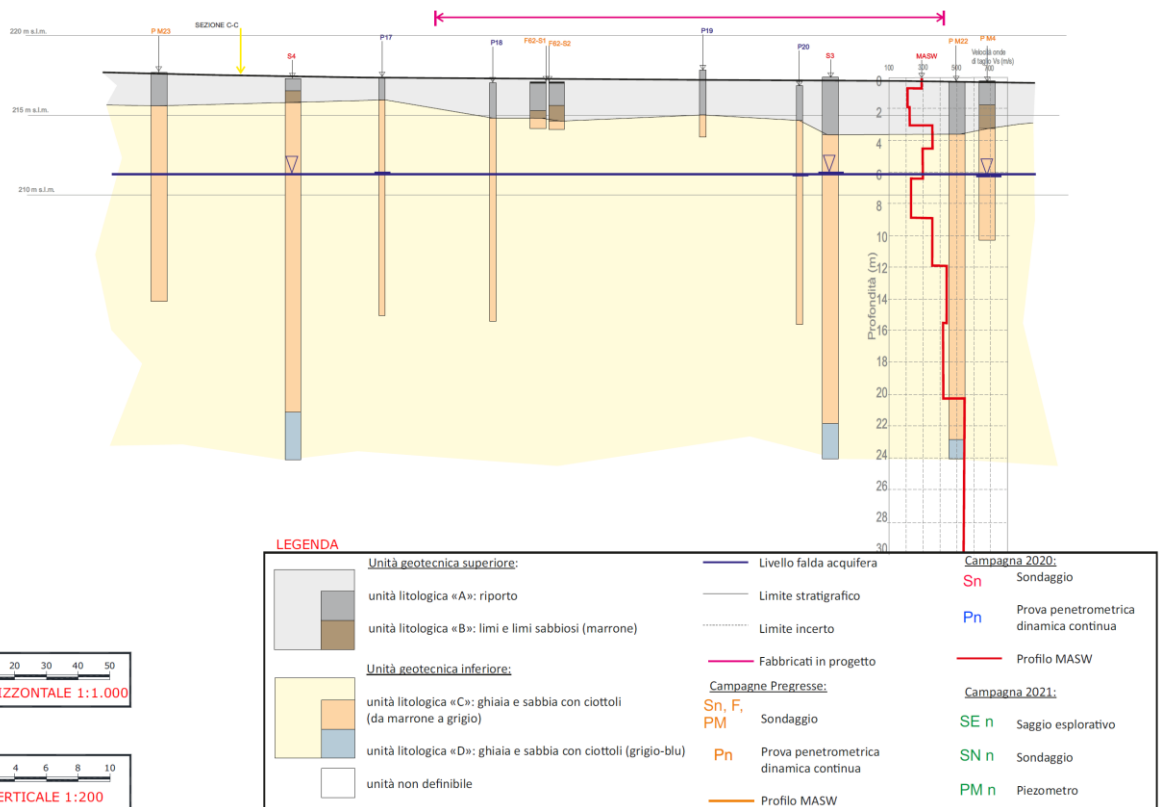 220 m s.l.m.
SEZIONE C-C
P M23
S4
P17
P18
F82-S1
F82-S2
P19
P20
S3
MASW
P M22
P M4
Velocità onde
di taglio Vs (m/s)
100 300 500 700
215 m s.l.m.
210 m s.l.m.
Profondità (m)
0
2
4
6
8
10
12
14
16
18
20
22
24
26
28
30
LEGENDA
Unità geotecnica superiore:
unità litologica «A»: riporto
unità litologica «B»: limi e limi sabbiosi (marrone)
Unità geotecnica inferiore:
unità litologica «C»: ghiaia e sabbia con ciottoli
(da marrone a grigio)
unità litologica «D»: ghiaia e sabbia con ciottoli (grigio-blu)
unità non definibile
Livello falda acquifera
Limite stratigrafico
Limite incerto
Fabbricati in progetto
Campagne Pregresse:
Sn, F,
PM
Sondaggio
Pn
Prova penetrometrica
dinamica continua
Profilo MASW
Campagna 2020:
Sn
Sondaggio
Pn
Prova penetrometrica
dinamica continua
Profilo MASW
Campagna 2021:
SE n
Saggio esplorativo
SN n
Sondaggio
PM n
Piezometro
20 30 40 50
IZZONTALE 1:1.000
4 6 8 10
ERTICALE 1:200